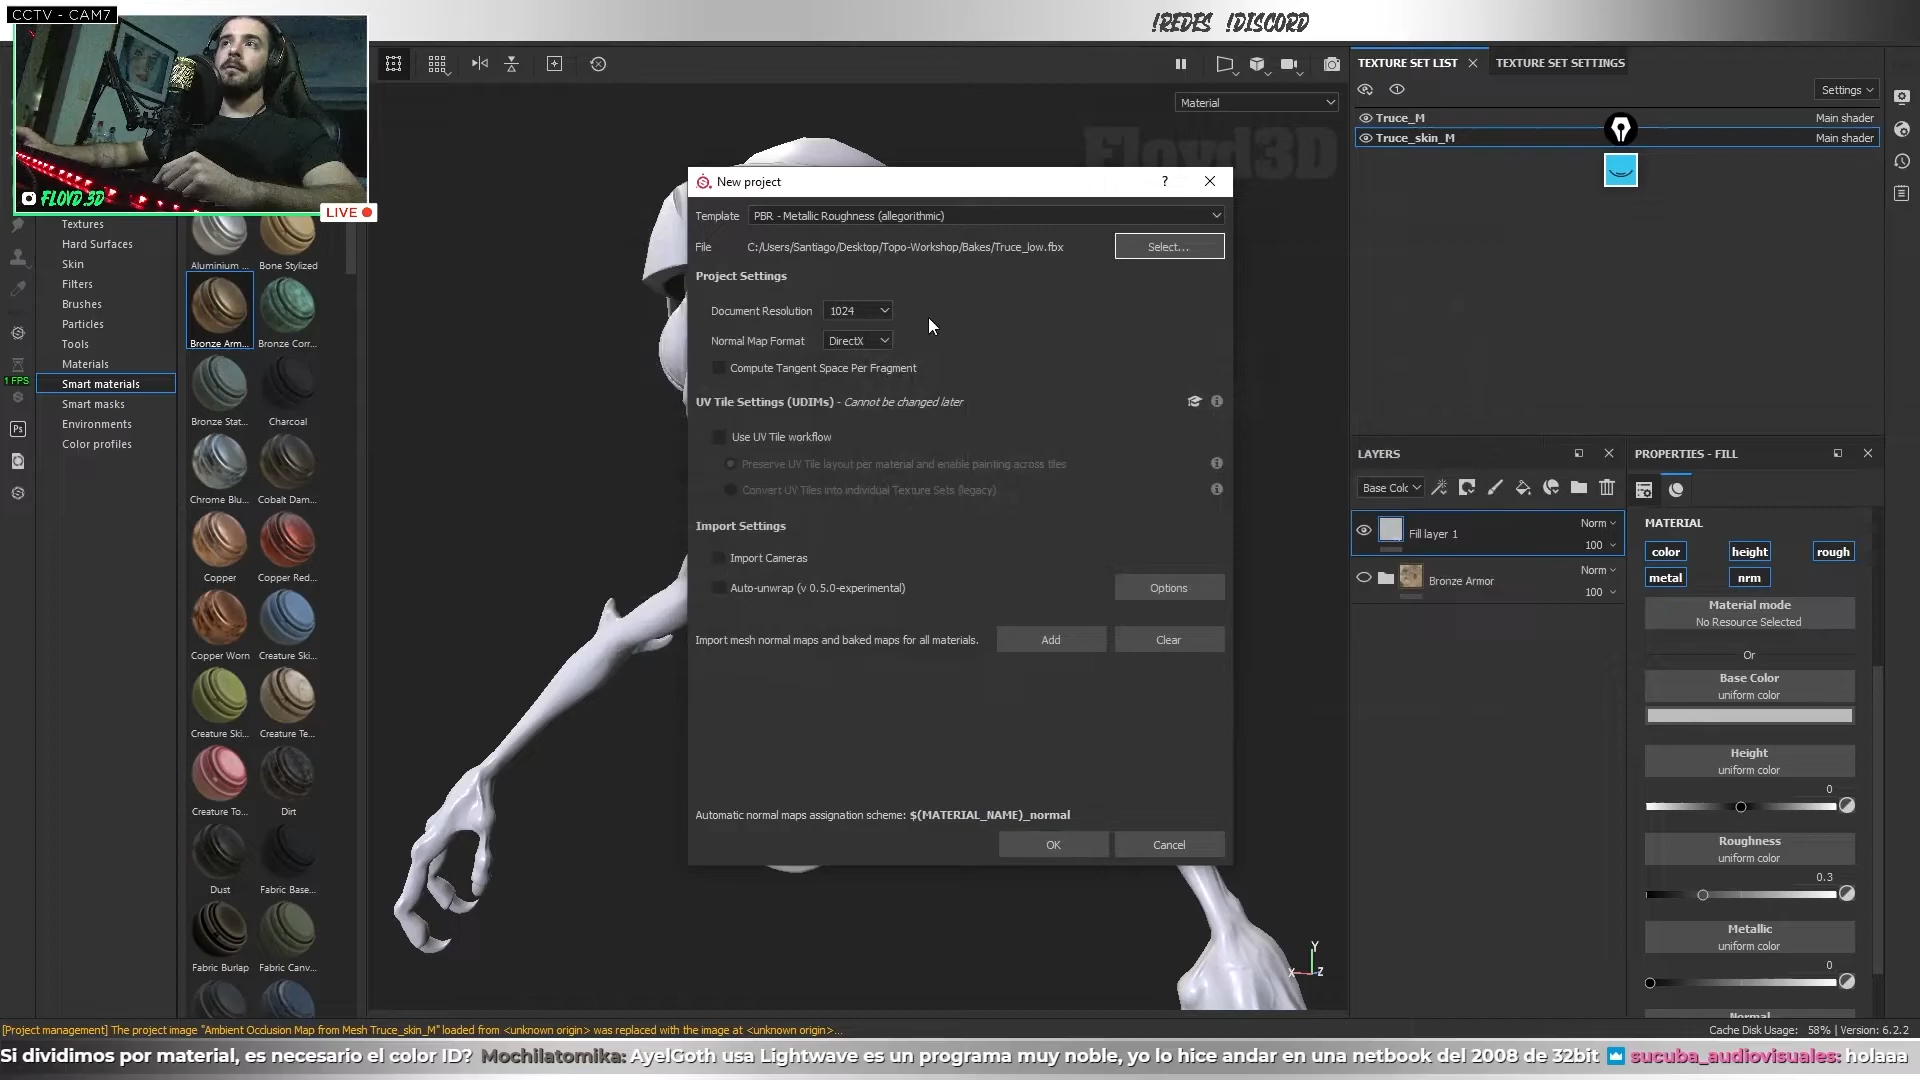 CCTV - CAM7
!REDES !DISCORD
FLOYD.3D
LIVE
Floyd3D
Material
TEXTURE SET LIST
TEXTURE SET SETTINGS
Settings
Truce_M
Main shader
Truce_skin_M
Main shader
New project
?
Template
PBR - Metallic Roughness (allegorithmic)
File
C:/Users/Santiago/Desktop/Topo-Workshop/Bakes/Truce_low.fbx
Select...
Project Settings
Document Resolution
1024
Normal Map Format
DirectX
Compute Tangent Space Per Fragment
UV Tile Settings (UDIMs) - Cannot be changed later
Use UV Tile workflow
Preserve UV Tile layout per material and enable painting across tiles
Convert UV Tiles into individual Texture Sets (legacy)
Import Settings
Import Cameras
Auto-unwrap (v 0.5.0-experimental)
Options
Import mesh normal maps and baked maps for all materials.
Add
Clear
Automatic normal maps assignation scheme: $(MATERIAL_NAME)_normal
OK
Cancel
Textures
Hard Surfaces
Skin
Filters
Brushes
Particles
Tools
Materials
Smart materials
Smart masks
Environments
Color profiles
1 FPS
Ps
Aluminium ...
Bone Stylized
Bronze Arm...
Bronze Corr...
Bronze Stat...
Charcoal
Chrome Blu...
Cobalt Dam...
Copper
Copper Red...
Copper Worn
Creature Ski...
Creature Ski...
Creature Te...
Creature To...
Dirt
Dust
Fabric Base...
Fabric Burlap
Fabric Canv...
Y
X
Z
LAYERS
Base Colc
Fill layer 1
Norm
100
Bronze Armor
Norm
100
PROPERTIES - FILL
MATERIAL
color
height
rough
metal
nrm
Material mode
No Resource Selected
Or
Base Color
uniform color
Height
uniform color
0
Roughness
uniform color
0.3
Metallic
uniform color
0
Normal
[Project management] The project image "Ambient Occlusion Map from Mesh Truce_skin_M" loaded from <unknown origin> was replaced with the image at <unknown origin>...
Cache Disk Usage: 58% | Version: 6.2.2
Si dividimos por material, es necesario el color ID? Mochilatomika: AyelGoth usa Lightwave es un programa muy noble, yo lo hice andar en una netbook del 2008 de 32bit sucuba_audiovisuales: holaaa